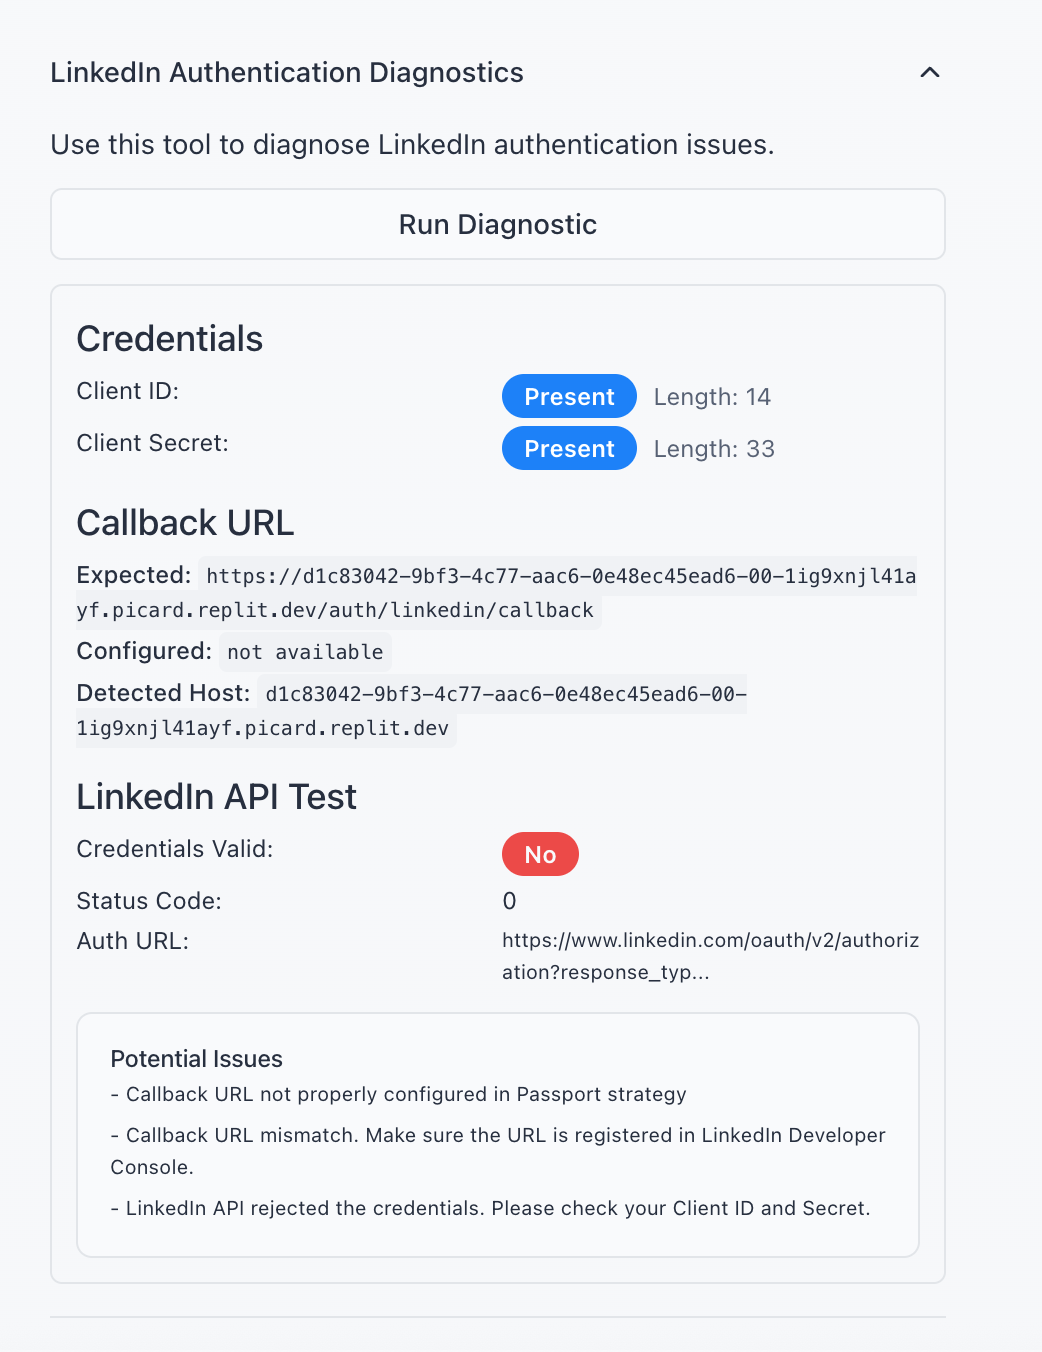 LinkedIn Authentication Diagnostics
Use this tool to diagnose LinkedIn authentication issues.
Run Diagnostic
Credentials
Client ID: Present Length: 14
Client Secret: Present Length: 33
Callback URL
Expected: https://d1c83042-9bf3-4c77-aac6-0e48ec45ead6-00-1ig9xnjl41a
yf.picard.replit.dev/auth/linkedin/callback
Configured: not available
Detected Host: d1c83042-9bf3-4c77-aac6-0e48ec45ead6-00-
1ig9xnjl41ayf.picard.replit.dev
LinkedIn API Test
Credentials Valid: No
Status Code: 0
Auth URL: https://www.linkedin.com/oauth/v2/authoriz
ation?response_typ...
Potential Issues
- Callback URL not properly configured in Passport strategy
- Callback URL mismatch. Make sure the URL is registered in LinkedIn Developer
Console.
- LinkedIn API rejected the credentials. Please check your Client ID and Secret.